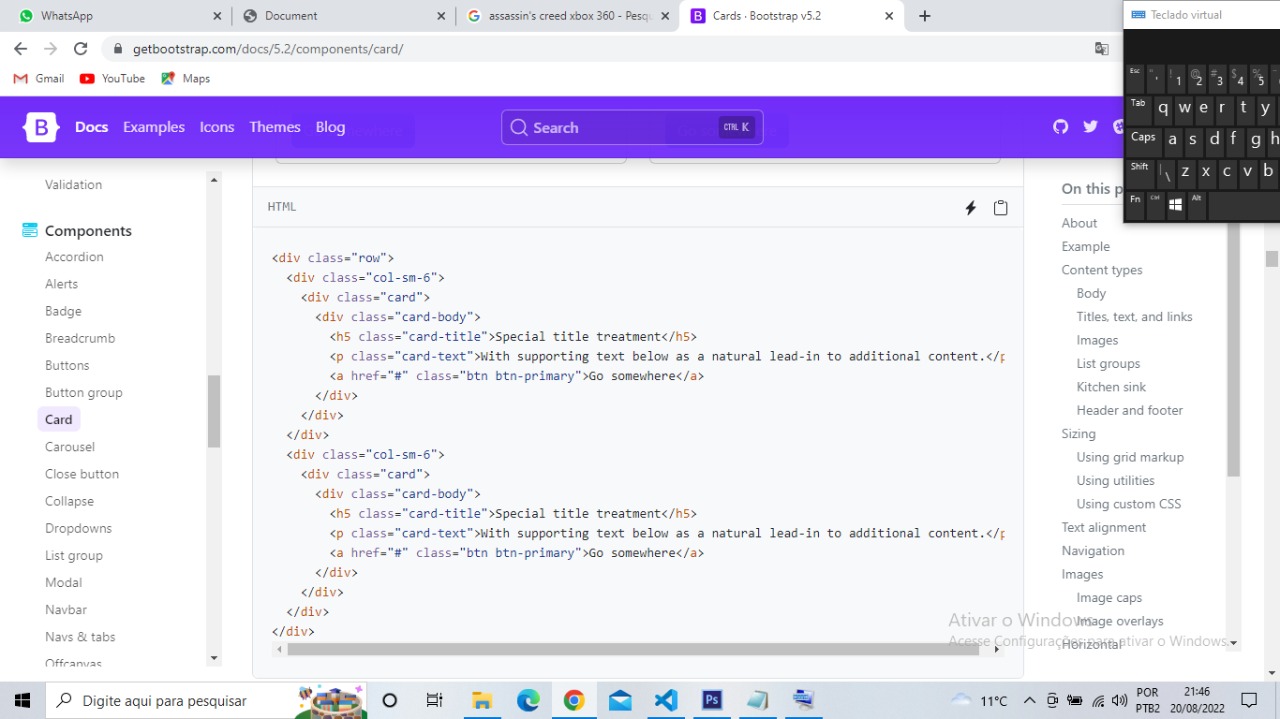 WhatsApp
Document
assassin's creed xbox 360 - Pesqu
Cards · Bootstrap v5.2
Teclado virtual
getbootstrap.com/docs/5.2/components/card/
Gmail
YouTube
Maps
B
Docs
Examples
Icons
Themes
Blog
Search
CTRL K
Esc
" '
! 1
@ 2
# 3
$ 4
% 5
Tab
q w e r t y
Caps
a s d f g h
Shift
| \ z x c v b
Fn
Ctrl
Alt
Validation
Components
Accordion
Alerts
Badge
Breadcrumb
Buttons
Button group
Card
Carousel
Close button
Collapse
Dropdowns
List group
Modal
Navbar
Navs & tabs
Offcanvas
HTML
<div class="row">
<div class="col-sm-6">
<div class="card">
<div class="card-body">
<h5 class="card-title">Special title treatment</h5>
<p class="card-text">With supporting text below as a natural lead-in to additional content.</p
<a href="#" class="btn btn-primary">Go somewhere</a>
</div>
</div>
</div>
<div class="col-sm-6">
<div class="card">
<div class="card-body">
<h5 class="card-title">Special title treatment</h5>
<p class="card-text">With supporting text below as a natural lead-in to additional content.</p
<a href="#" class="btn btn-primary">Go somewhere</a>
</div>
</div>
</div>
</div>
On this p
About
Example
Content types
Body
Titles, text, and links
Images
List groups
Kitchen sink
Header and footer
Sizing
Using grid markup
Using utilities
Using custom CSS
Text alignment
Navigation
Images
Image caps
Image overlays
Horizontal
Ativar o Windows
Acesse Configurações para ativar o Windows.
Digite aqui para pesquisar
Ps
11°C
POR
PTB2
21:46
20/08/2022